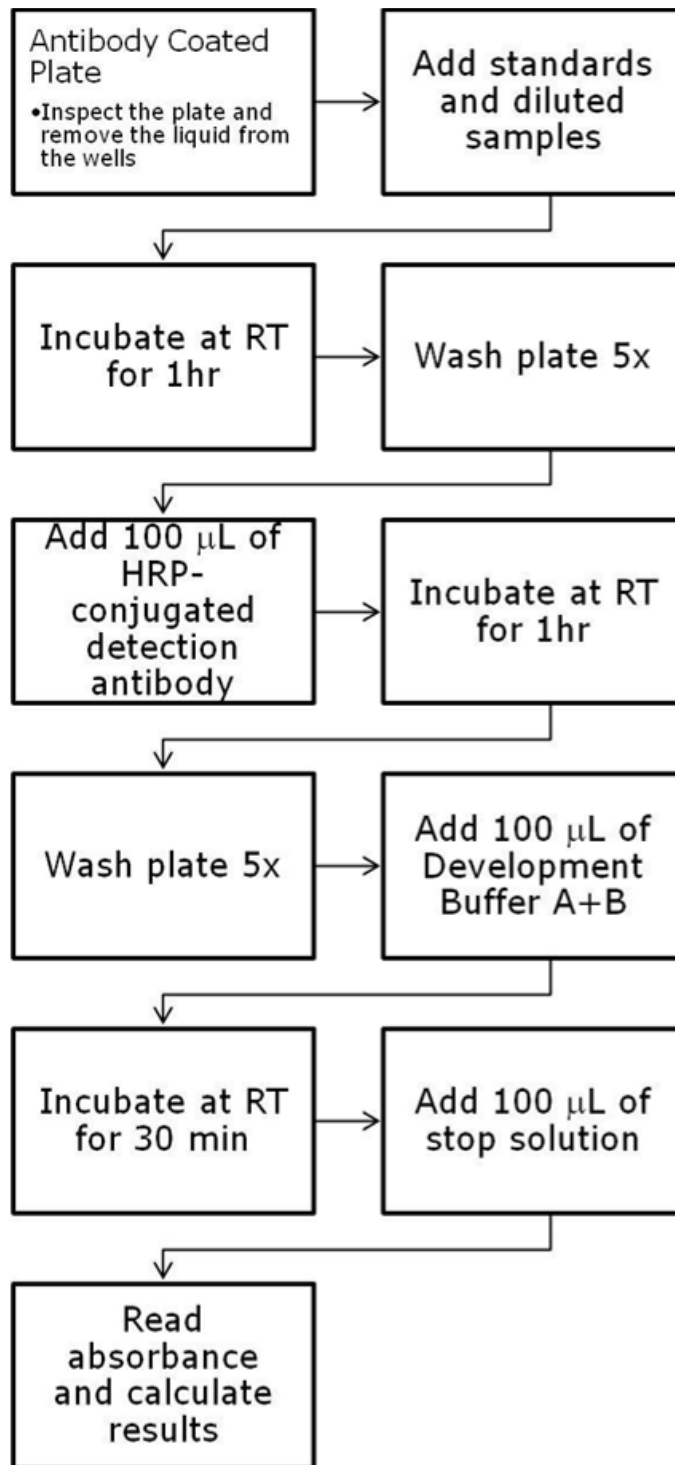 Antibody Coated
Plate
•Inspect the plate and
remove the liquid from
the wells
Add standards
and diluted
samples
Incubate at RT
for 1hr
Wash plate 5x
Add 100 μL of
HRP-
conjugated
detection
antibody
Incubate at RT
for 1hr
Wash plate 5x
Add 100 μL of
Development
Buffer A+B
Incubate at RT
for 30 min
Add 100 μL of
stop solution
Read
absorbance
and calculate
results